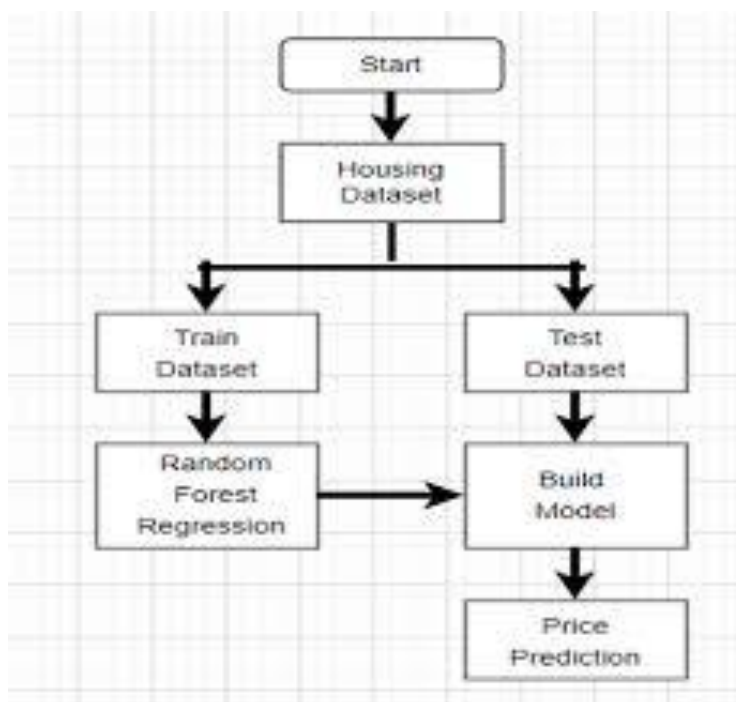 Start
Housing
Dataset
Train
Dataset
Test
Dataset
Random
Forest
Regression
Build
Model
Price
Prediction